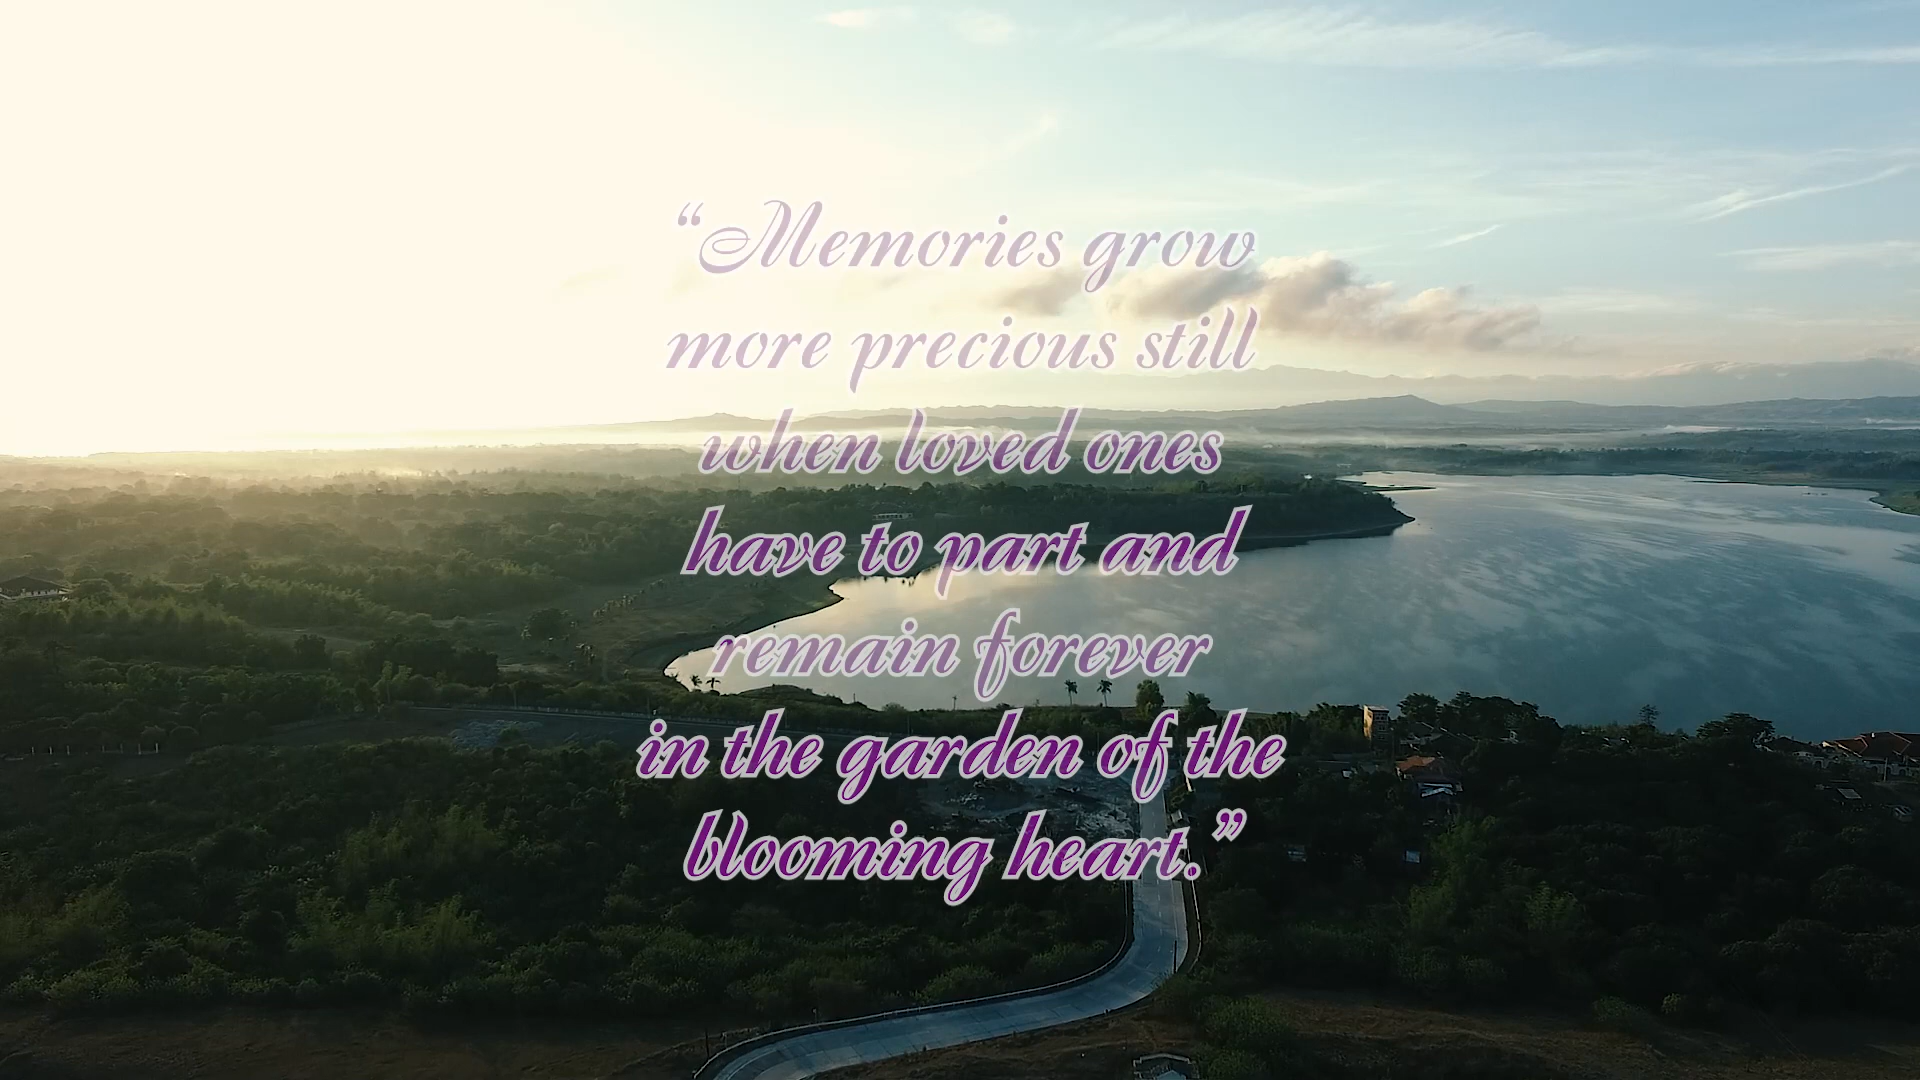 “Memories grow
more precious still
when loved ones
have to part and
remain forever
in the garden of the
blooming heart.”